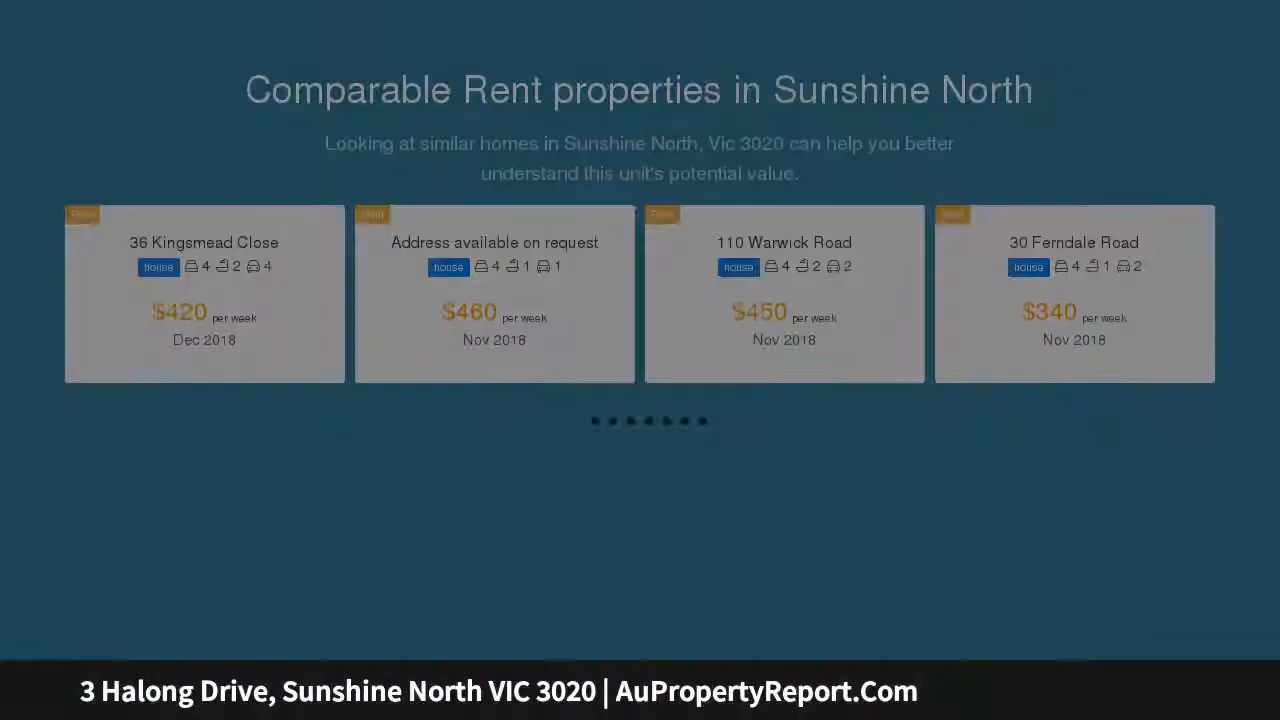 Comparable Rent properties in Sunshine North
Looking at similar homes in Sunshine North, Vic 3020 can help you better
understand this unit's potential value.
36 Kingsmead Close
house 4 2 4
$420 per week
Dec 2018
Address available on request
house 4 1 1
$460 per week
Nov 2018
110 Warwick Road
house 4 2 2
$450 per week
Nov 2018
30 Ferndale Road
house 4 1 2
$340 per week
Nov 2018
3 Halong Drive, Sunshine North VIC 3020 | AuPropertyReport.Com